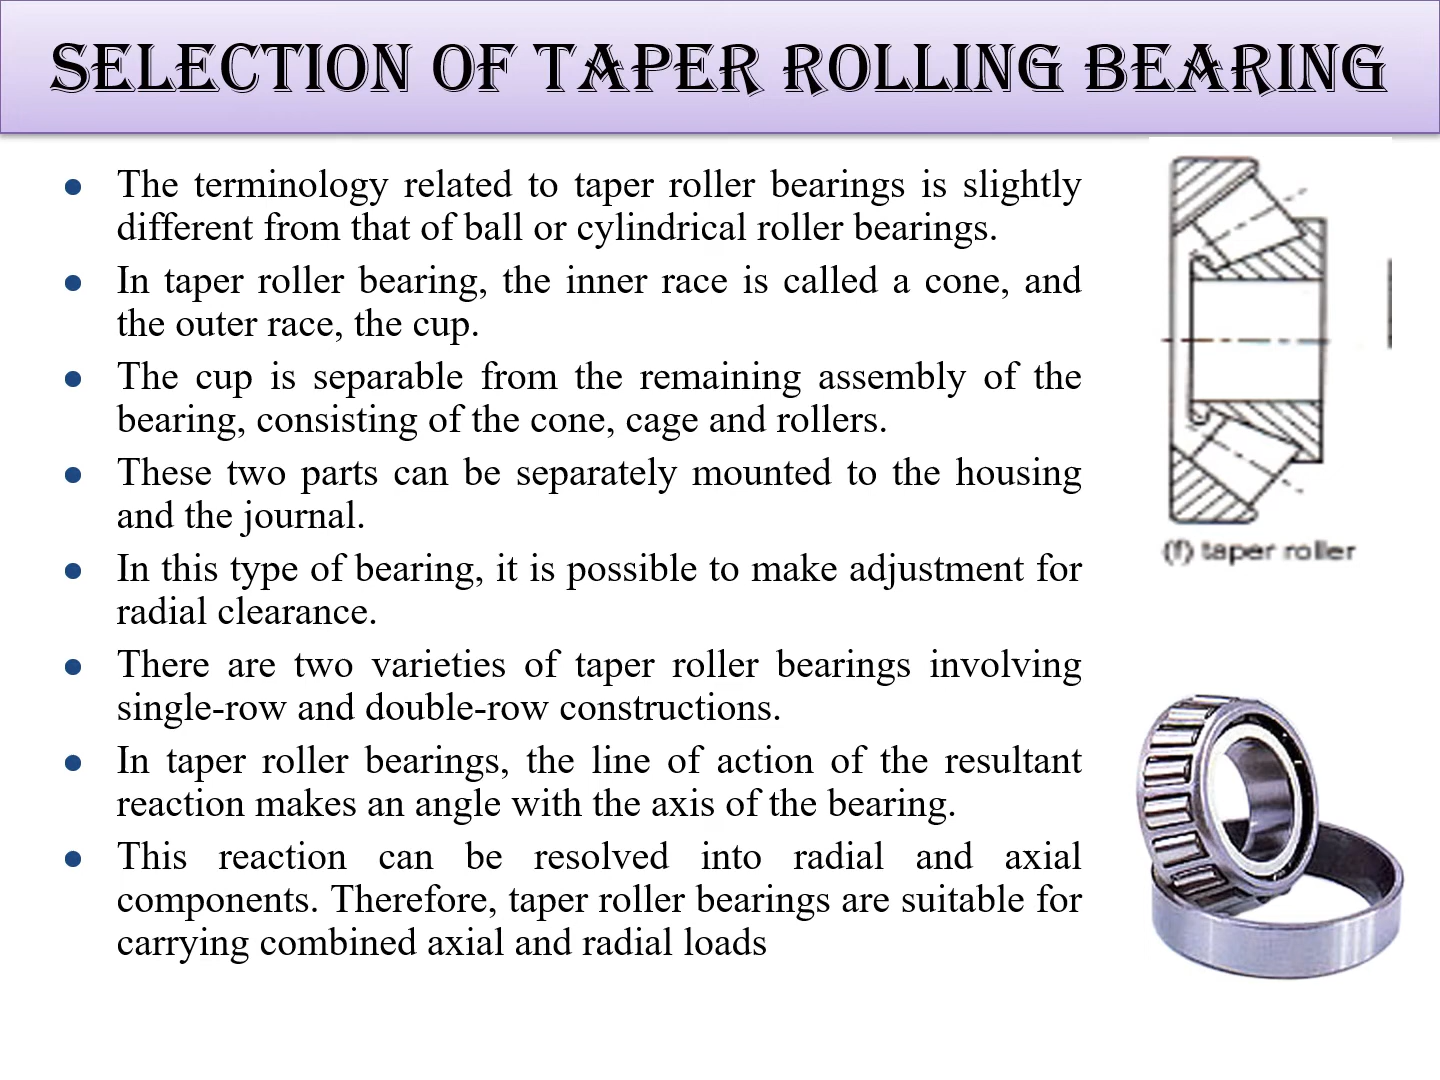 SELECTION OF TAPER ROLLING BEARING
● The terminology related to taper roller bearings is slightly
different from that of ball or cylindrical roller bearings.
● In taper roller bearing, the inner race is called a cone, and
the outer race, the cup.
● The cup is separable from the remaining assembly of the
bearing, consisting of the cone, cage and rollers.
● These two parts can be separately mounted to the housing
and the journal.
● In this type of bearing, it is possible to make adjustment for
radial clearance.
● There are two varieties of taper roller bearings involving
single-row and double-row constructions.
● In taper roller bearings, the line of action of the resultant
reaction makes an angle with the axis of the bearing.
● This reaction can be resolved into radial and axial
components. Therefore, taper roller bearings are suitable for
carrying combined axial and radial loads
(f) taper roller